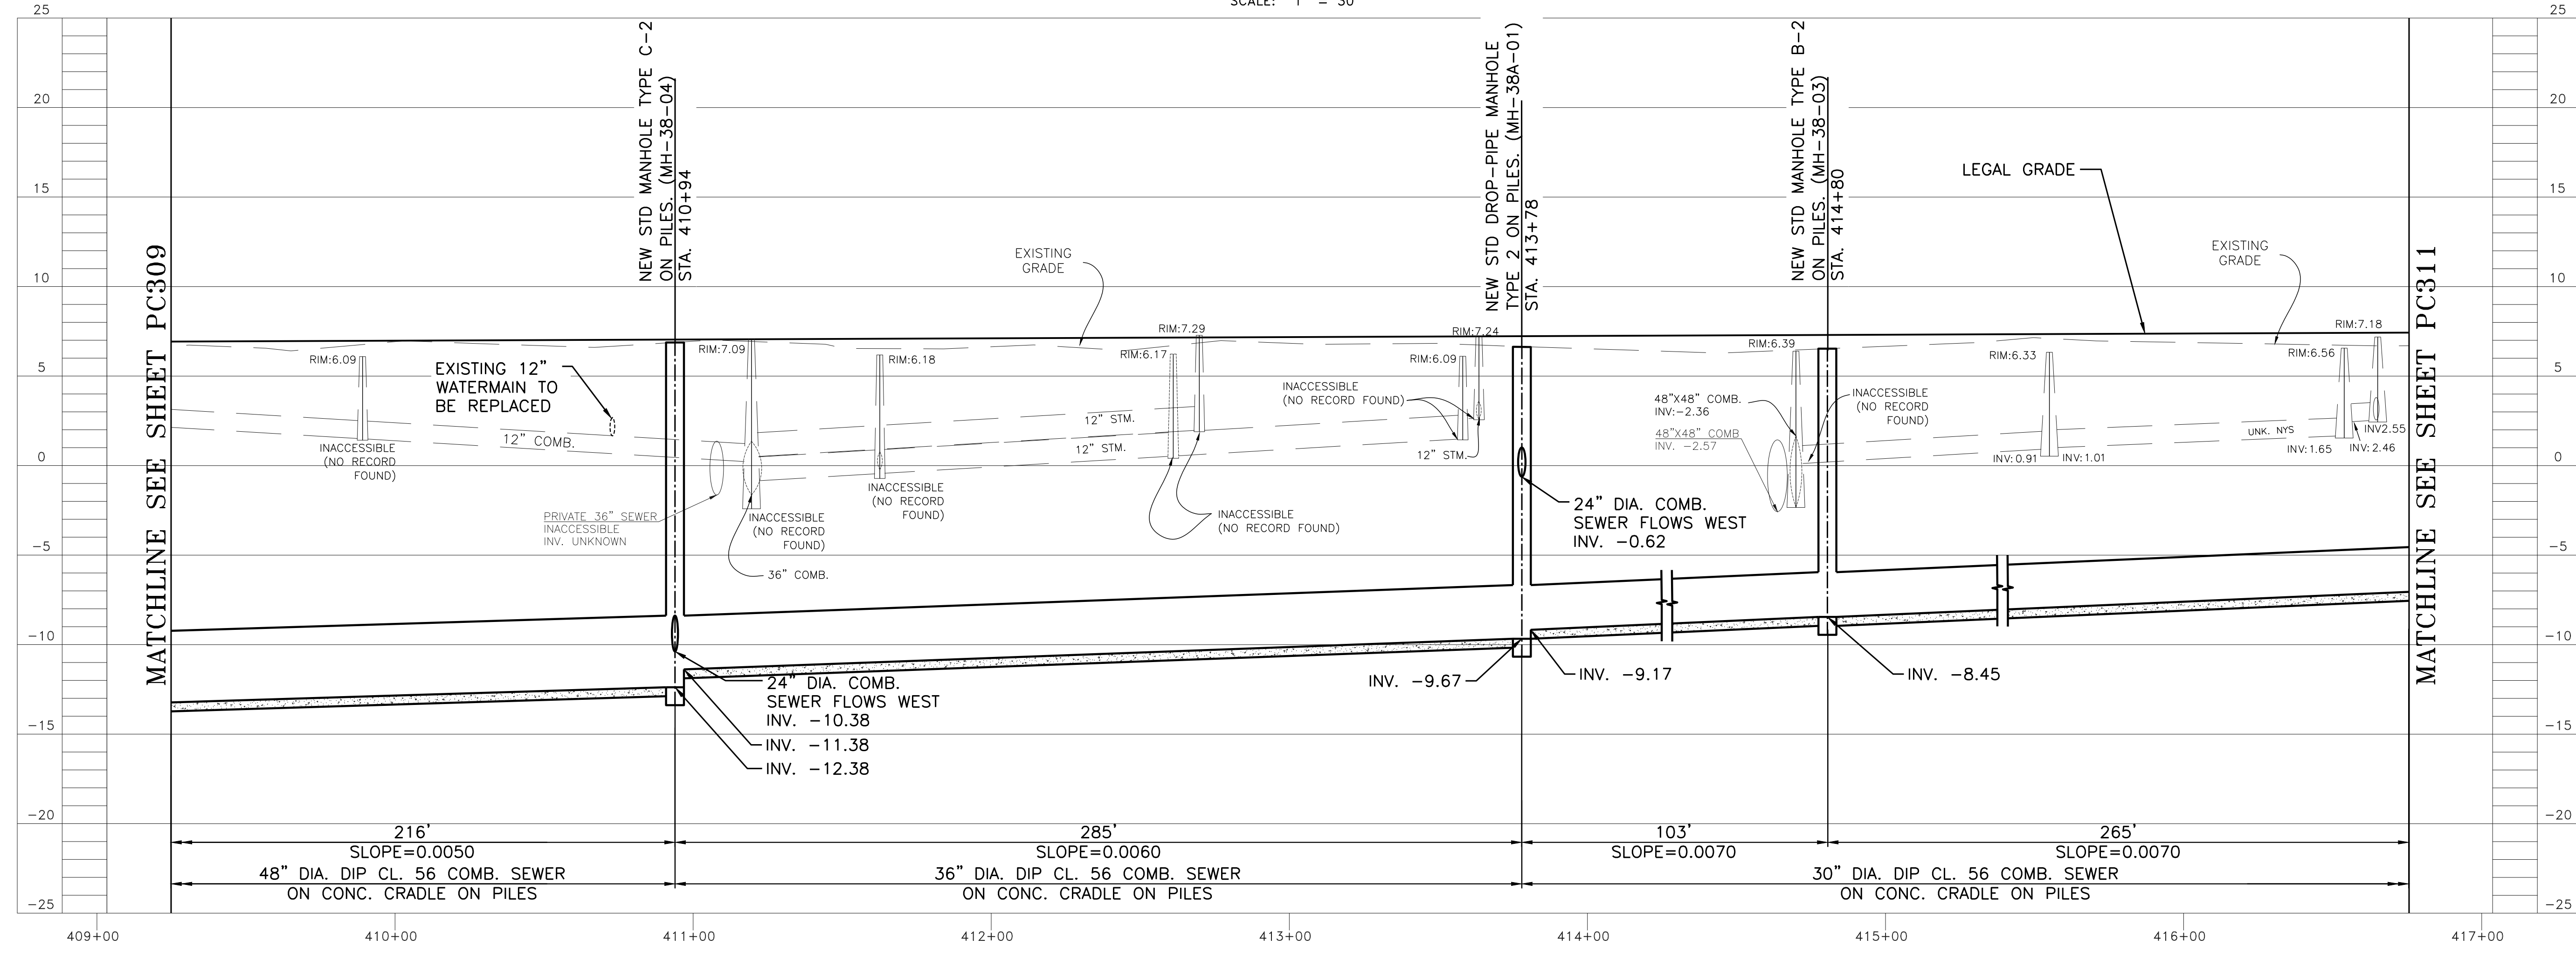 SCALE: 1" = 30'
25
20
15
10
5
0
-5
-10
-15
-20
-25
MATCHLINE SEE SHEET PC309
NEW STD MANHOLE TYPE C-2
ON PILES. (MH-38-04)
STA. 410+94
NEW STD DROP-PIPE MANHOLE
TYPE 2 ON PILES. (MH-38A-01)
STA. 413+78
NEW STD MANHOLE TYPE B-2
ON PILES. (MH-38-03)
STA. 414+80
LEGAL GRADE
EXISTING
GRADE
EXISTING
GRADE
RIM:6.09
INACCESSIBLE
(NO RECORD
FOUND)
EXISTING 12"
WATERMAIN TO
BE REPLACED
12" COMB.
PRIVATE 36" SEWER
INACCESSIBLE
INV. UNKNOWN
RIM:7.09
INACCESSIBLE
(NO RECORD
FOUND)
36" COMB.
RIM:6.18
INACCESSIBLE
(NO RECORD
FOUND)
RIM:6.17
RIM:7.29
12" STM.
12" STM.
INACCESSIBLE
(NO RECORD FOUND)
INACCESSIBLE
(NO RECORD FOUND)
RIM:7.24
RIM:6.09
12" STM.
24" DIA. COMB.
SEWER FLOWS WEST
INV. -0.62
RIM:6.39
48"X48" COMB.
INV:-2.36
48"X48" COMB
INV. -2.57
INACCESSIBLE
(NO RECORD
FOUND)
RIM:6.33
INV:0.91
INV:1.01
UNK. NYS
RIM:7.18
RIM:6.56
INV:1.65
INV2.55
INV:2.46
24" DIA. COMB.
SEWER FLOWS WEST
INV. -10.38
INV. -11.38
INV. -12.38
INV. -9.67
INV. -9.17
INV. -8.45
216'
SLOPE=0.0050
48" DIA. DIP CL. 56 COMB. SEWER
ON CONC. CRADLE ON PILES
285'
SLOPE=0.0060
36" DIA. DIP CL. 56 COMB. SEWER
ON CONC. CRADLE ON PILES
103'
SLOPE=0.0070
265'
SLOPE=0.0070
30" DIA. DIP CL. 56 COMB. SEWER
ON CONC. CRADLE ON PILES
MATCHLINE SEE SHEET PC311
25
20
15
10
5
0
-5
-10
-15
-20
-25
409+00
410+00
411+00
412+00
413+00
414+00
415+00
416+00
417+00